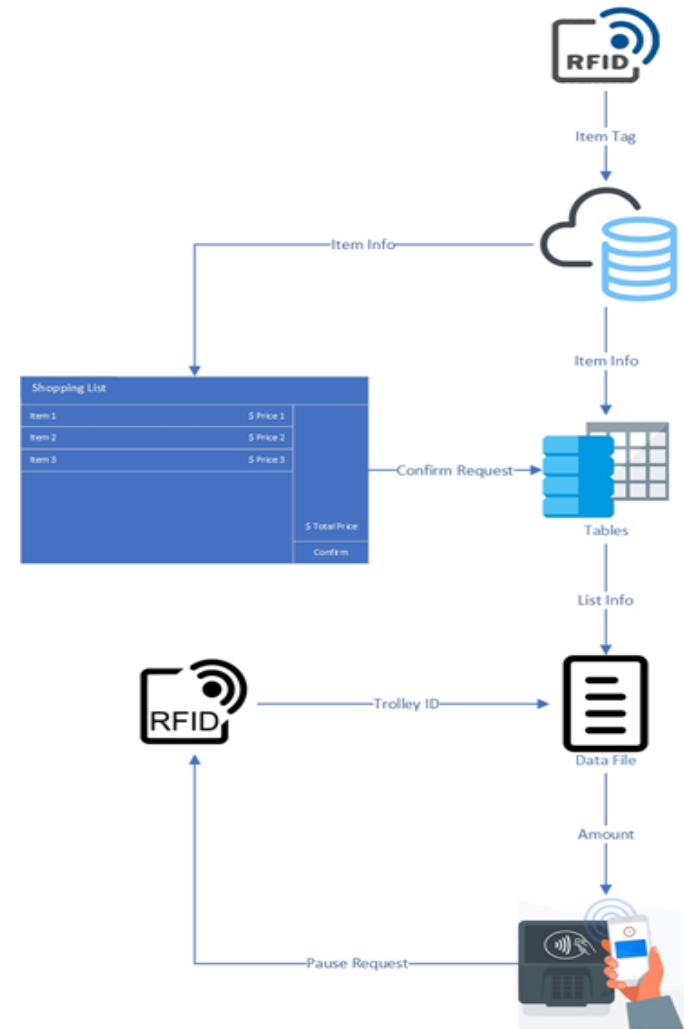 RFID
Item Tag
Item Info
Item Info
Shopping List
Item 1 $ Price 1
Item 2 $ Price 2
Item 3 $ Price 3
$ Total Price
Confirm
Confirm Request
Tables
List Info
RFID
Trolley ID
Data File
Amount
Pause Request